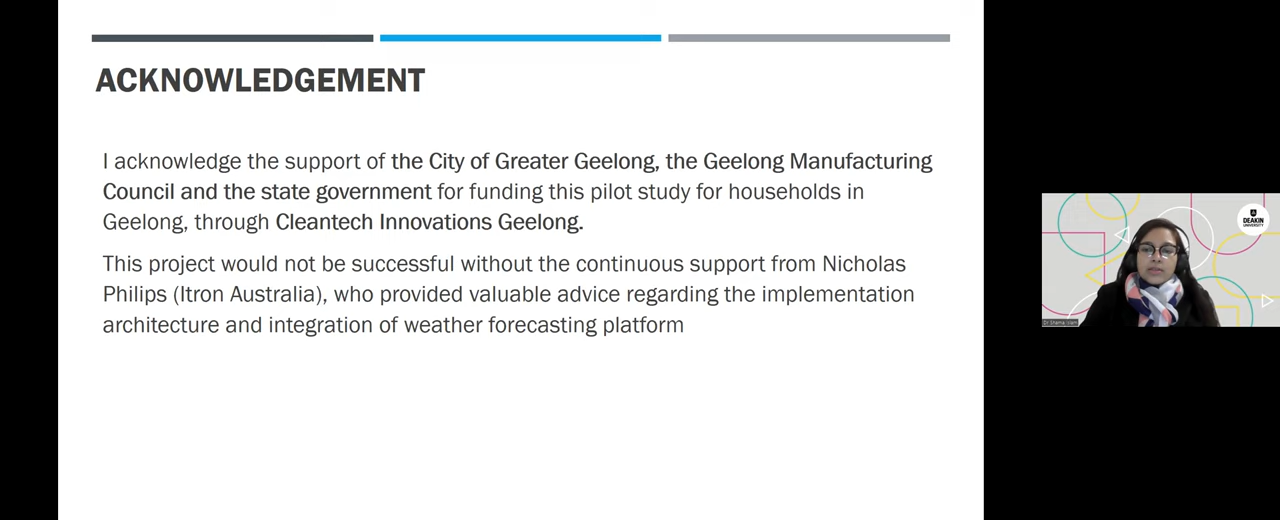 ACKNOWLEDGEMENT
I acknowledge the support of the City of Greater Geelong, the Geelong Manufacturing
Council and the state government for funding this pilot study for households in
Geelong, through Cleantech Innovations Geelong.
This project would not be successful without the continuous support from Nicholas
Philips (Itron Australia), who provided valuable advice regarding the implementation
architecture and integration of weather forecasting platform
DEAKIN
UNIVERSITY